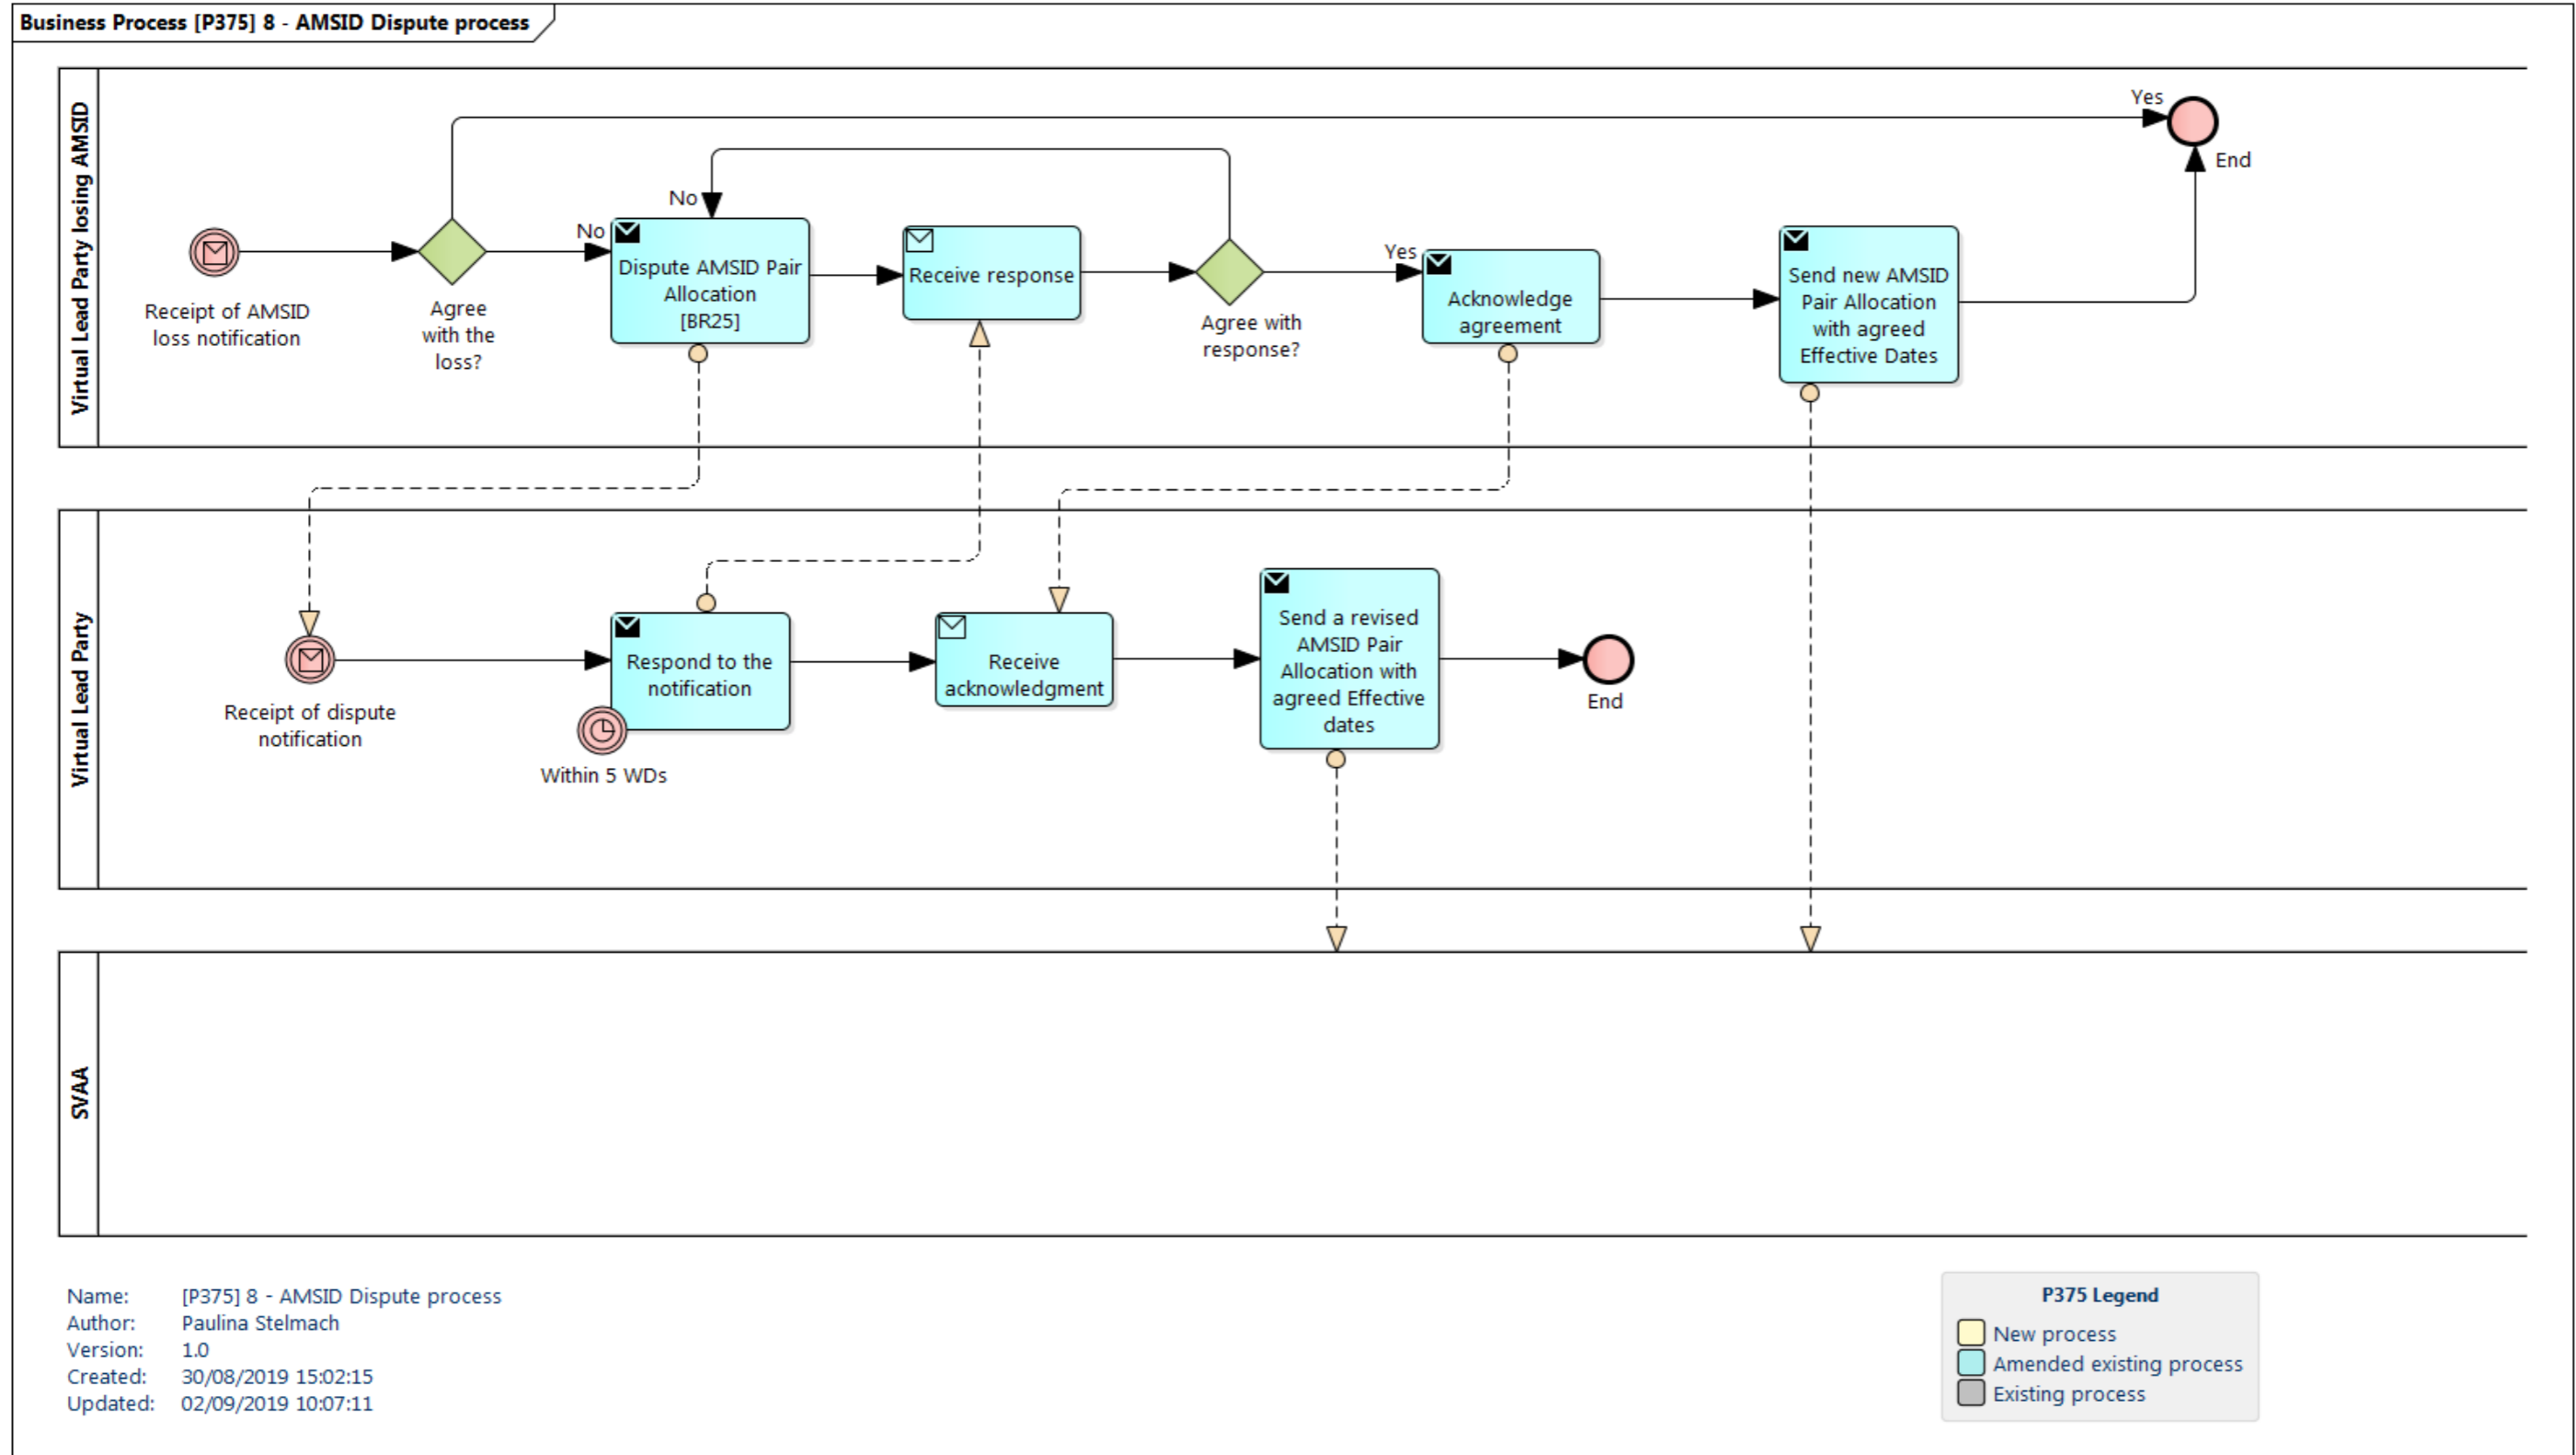 Business Process [P375] 8 - AMSID Dispute process
Virtual Lead Party losing AMSID
Receipt of AMSID
loss notification
Agree
with the
loss?
Yes
No
No
Dispute AMSID Pair
Allocation
[BR25]
Receive response
Agree with
response?
Yes
Acknowledge
agreement
Send new AMSID
Pair Allocation
with agreed
Effective Dates
End
Virtual Lead Party
Receipt of dispute
notification
Respond to the
notification
Within 5 WDs
Receive
acknowledgment
Send a revised
AMSID Pair
Allocation with
agreed Effective
dates
End
SVAA
Name: [P375] 8 - AMSID Dispute process
Author: Paulina Stelmach
Version: 1.0
Created: 30/08/2019 15:02:15
Updated: 02/09/2019 10:07:11
P375 Legend
New process
Amended existing process
Existing process